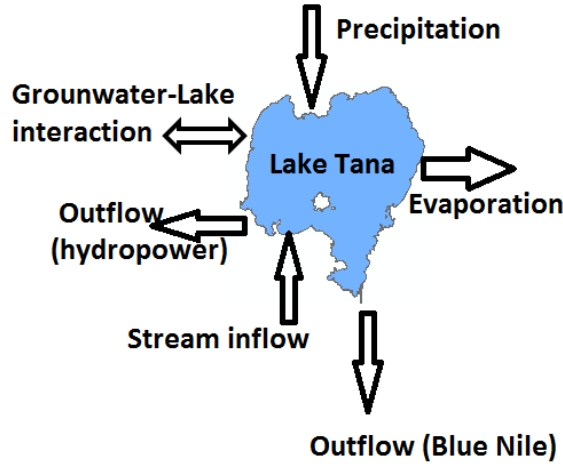 Precipitation
Grounwater-Lake
interaction
Lake Tana
Evaporation
Outflow
(hydropower)
Stream inflow
Outflow (Blue Nile)